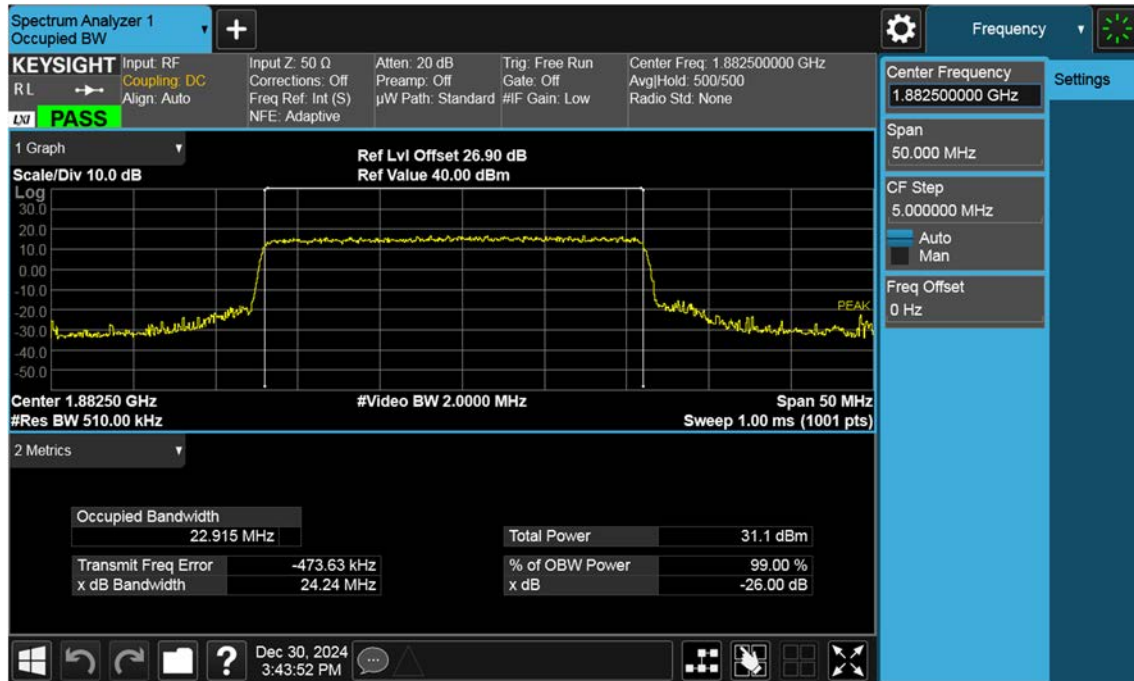 Spectrum Analyzer 1
Occupied BW
Frequency
KEYSIGHT
R L
LXI PASS
Input: RF
Coupling: DC
Align: Auto
Input Z: 50 Ω
Corrections: Off
Freq Ref: Int (S)
NFE: Adaptive
Atten: 20 dB
Preamp: Off
µW Path: Standard
Trig: Free Run
Gate: Off
#IF Gain: Low
Center Freq: 1.882500000 GHz
Avg|Hold: 500/500
Radio Std: None
Center Frequency
1.882500000 GHz
Settings
Span
50.000 MHz
CF Step
5.000000 MHz
Auto
Man
Freq Offset
0 Hz
1 Graph
Scale/Div 10.0 dB
Ref Lvl Offset 26.90 dB
Ref Value 40.00 dBm
Log
30.0
20.0
10.0
0.00
-10.0
-20.0
-30.0
-40.0
-50.0
PEAK
Center 1.88250 GHz
#Video BW 2.0000 MHz
Span 50 MHz
#Res BW 510.00 kHz
Sweep 1.00 ms (1001 pts)
2 Metrics
Occupied Bandwidth
22.915 MHz
Total Power 31.1 dBm
Transmit Freq Error -473.63 kHz
% of OBW Power 99.00 %
x dB Bandwidth 24.24 MHz
x dB -26.00 dB
?
Dec 30, 2024
3:43:52 PM